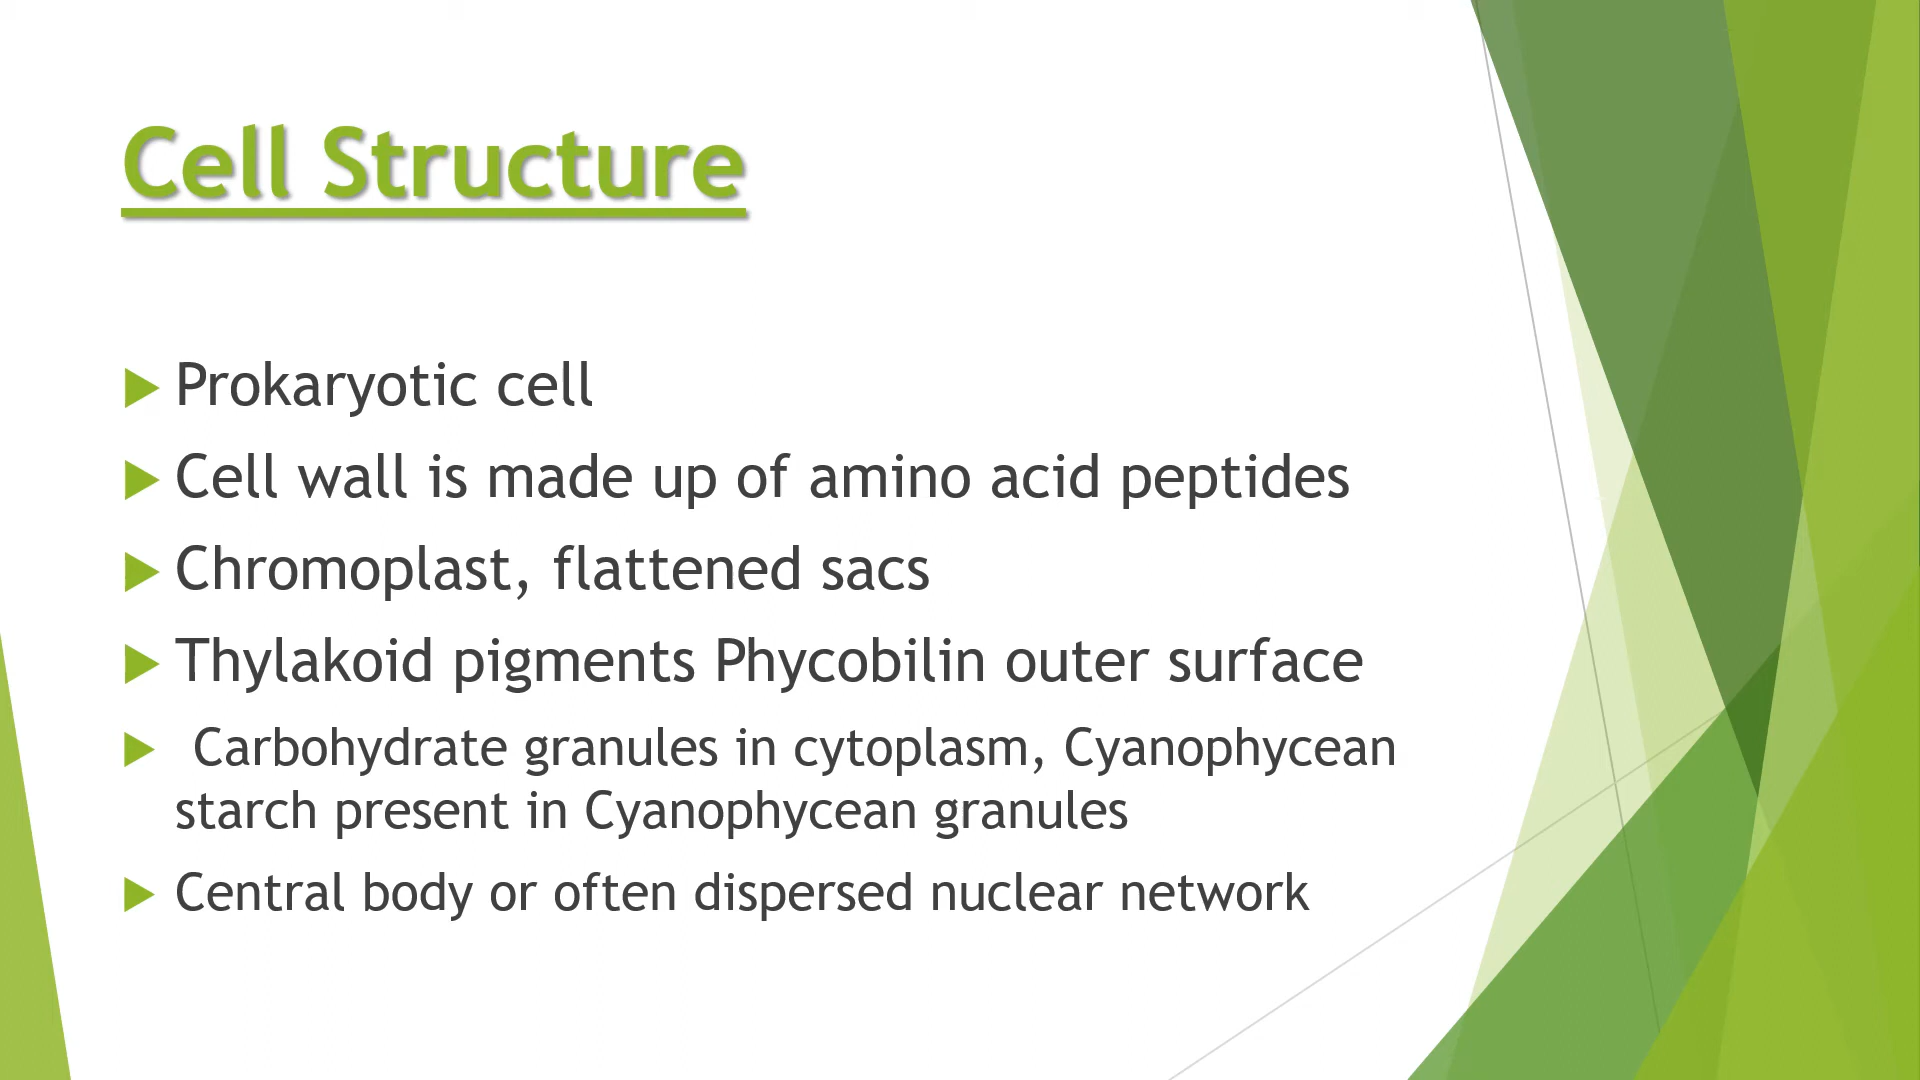 Cell Structure
Prokaryotic cell
Cell wall is made up of amino acid peptides
Chromoplast, flattened sacs
Thylakoid pigments Phycobilin outer surface
Carbohydrate granules in cytoplasm, Cyanophycean
starch present in Cyanophycean granules
Central body or often dispersed nuclear network